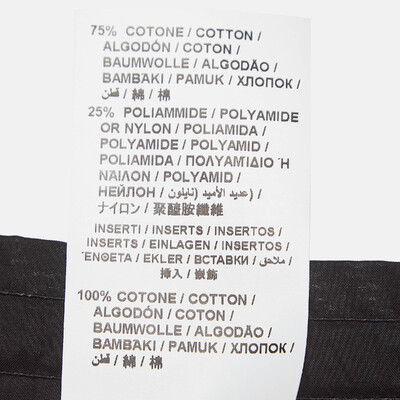 75% COTONE / COTTON /
ALGODÓN / COTON /
BAUMWOLLE / ALGODÃO /
BAMBAKI / PAMUK / ХЛОПОК /
قطن / 綿 / 棉
25% POLIAMMIDE / POLYAMIDE
OR NYLON / POLIAMIDA /
POLYAMIDE / POLYAMID /
POLIAMIDA / ΠΟΛΥΑΜΊΔΙΟ Ή
ΝΆΙΛΟΝ / POLYAMID /
НЕЙЛОН / (عديد الأميد (نايلون /
ナイロン / 聚醯胺纖維
INSERTI / INSERTS / INSERTOS /
INSERTS / EINLAGEN / INSERTOS /
ΈΝΘΕΤΑ / EKLER / ВСТАВКИ / ملاحق /
挿入 / 嵌飾
100% COTONE / COTTON /
ALGODÓN / COTON /
BAUMWOLLE / ALGODÃO /
BAMBAKI / PAMUK / ХЛОПОК /
قطن / 綿 / 棉